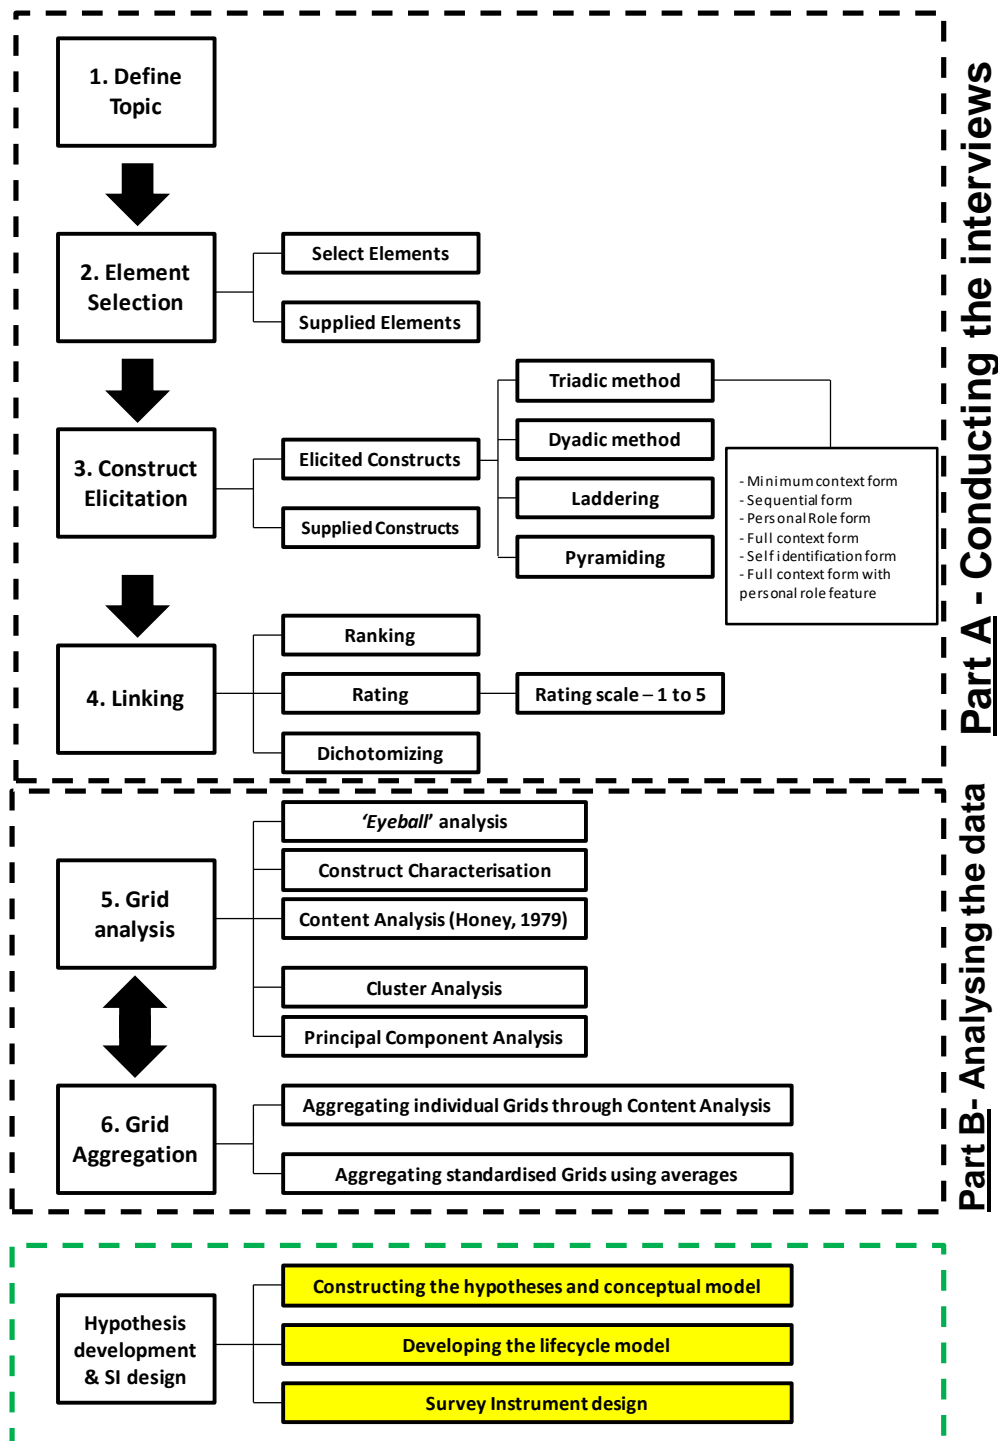 1. Define
Topic
2. Element
Selection
Select Elements
Supplied Elements
3. Construct
Elicitation
Elicited Constructs
Supplied Constructs
Triadic method
Dyadic method
Laddering
Pyramiding
- Minimum context form
- Sequential form
- Personal Role form
- Full context form
- Self identification form
- Full context form with
personal role feature
4. Linking
Ranking
Rating
Dichotomizing
Rating scale – 1 to 5
Part A - Conducting the interviews
5. Grid
analysis
‘Eyeball’ analysis
Construct Characterisation
Content Analysis (Honey, 1979)
Cluster Analysis
Principal Component Analysis
6. Grid
Aggregation
Aggregating individual Grids through Content Analysis
Aggregating standardised Grids using averages
Part B- Analysing the data
Hypothesis
development
& SI design
Constructing the hypotheses and conceptual model
Developing the lifecycle model
Survey Instrument design